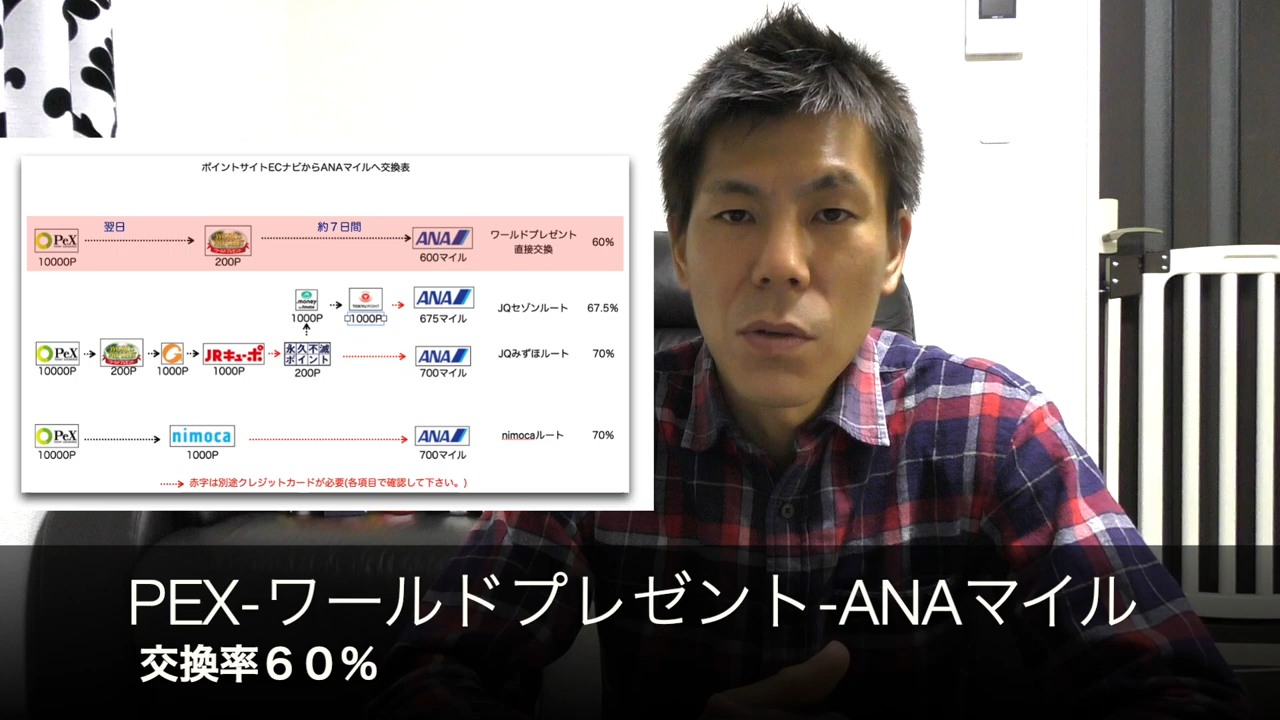 ポイントサイトECナビからANAマイルへ交換表
翌日
約７日間
PeX
ANA
ワールドプレゼント
直接交換
60%
10000P
200P
600マイル
money
TOKYU POINT
ANA
JQセゾンルート
67.5%
1000P
1000P
675マイル
PeX
G
JRキューポ
永久不滅
ポイント
ANA
JQみずほルート
70%
10000P
200P
1000P
1000P
200P
700マイル
PeX
nimoca
ANA
nimocaルート
70%
10000P
1000P
700マイル
赤字は別途クレジットカードが必要(各項目で確認して下さい。)
PEX-ワールドプレゼント-ANAマイル
交換率６０％